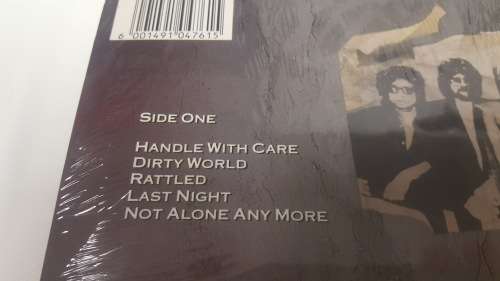 6 001491 047615
SIDE ONE
HANDLE WITH CARE
DIRTY WORLD
RATTLED
LAST NIGHT
NOT ALONE ANY MORE